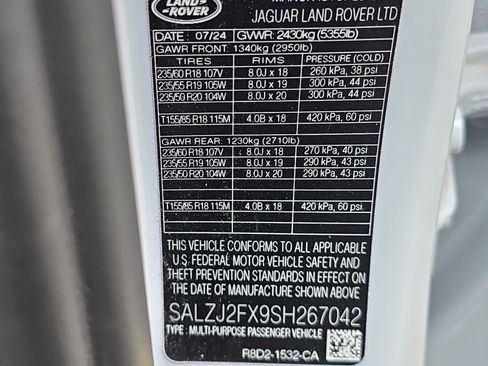 LAND-
ROVER
JAGUAR LAND ROVER LTD
DATE: 07/24 GVWR: 2430kg (5355lb)
GAWR FRONT: 1340kg (2950lb)
TIRES RIMS PRESSURE (COLD)
235/60 R18 107V 8.0J x 18 260 kPa, 38 psi
235/55 R19 105W 8.0J x 19 300 kPa, 44 psi
235/50 R20 104W 8.0J x 20 300 kPa, 44 psi
T155/85 R18 115M 4.0B x 18 420 kPa, 60 psi
GAWR REAR: 1230kg (2710lb)
235/60 R18 107V 8.0J x 18 270 kPa, 40 psi
235/55 R19 105W 8.0J x 19 290 kPa, 43 psi
235/50 R20 104W 8.0J x 20 290 kPa, 43 psi
T155/85 R18 115M 4.0B x 18 420 kPa, 60 psi
THIS VEHICLE CONFORMS TO ALL APPLICABLE U.S.
FEDERAL MOTOR VEHICLE SAFETY, BUMPER,
AND THEFT PREVENTION STANDARDS IN EFFECT ON
THE DATE OF MANUFACTURE SHOWN ABOVE.
SALZJ2FX9SH267042
TYPE: MULTI-PURPOSE PASSENGER VEHICLE
R8D2-1532-CA